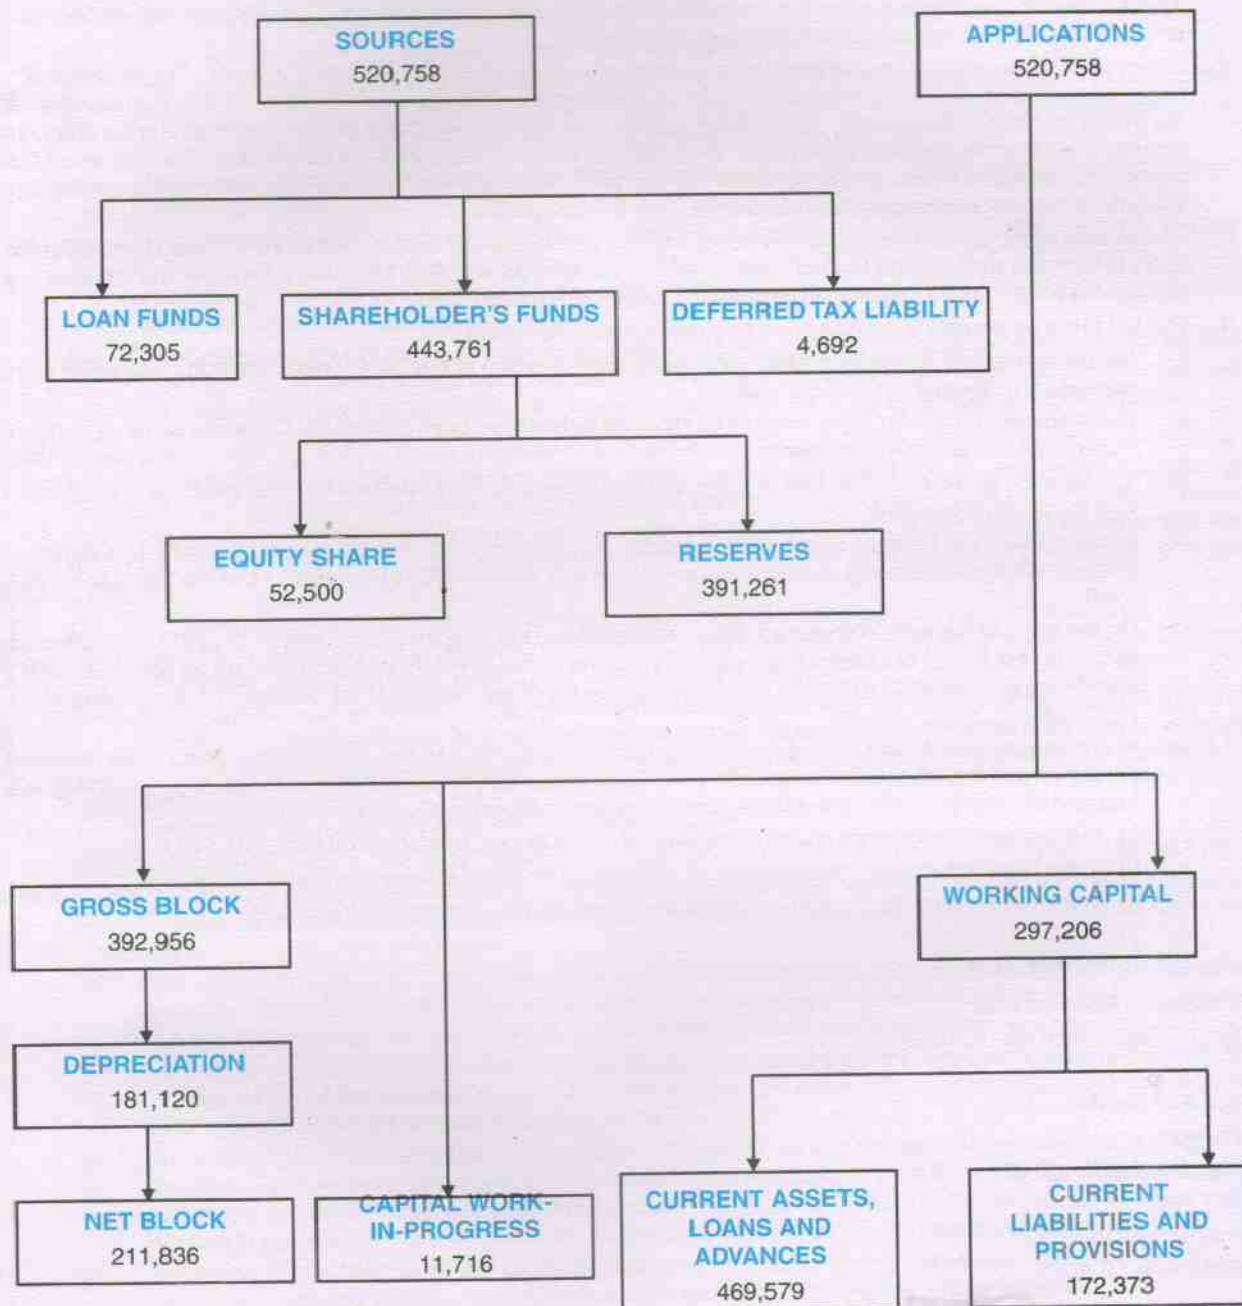 SOURCES
520,758
APPLICATIONS
520,758
LOAN FUNDS
72,305
SHAREHOLDER'S FUNDS
443,761
DEFERRED TAX LIABILITY
4,692
EQUITY SHARE
52,500
RESERVES
391,261
GROSS BLOCK
392,956
DEPRECIATION
181,120
NET BLOCK
211,836
CAPITAL WORK-
IN-PROGRESS
11,716
WORKING CAPITAL
297,206
CURRENT ASSETS,
LOANS AND
ADVANCES
469,579
CURRENT
LIABILITIES AND
PROVISIONS
172,373